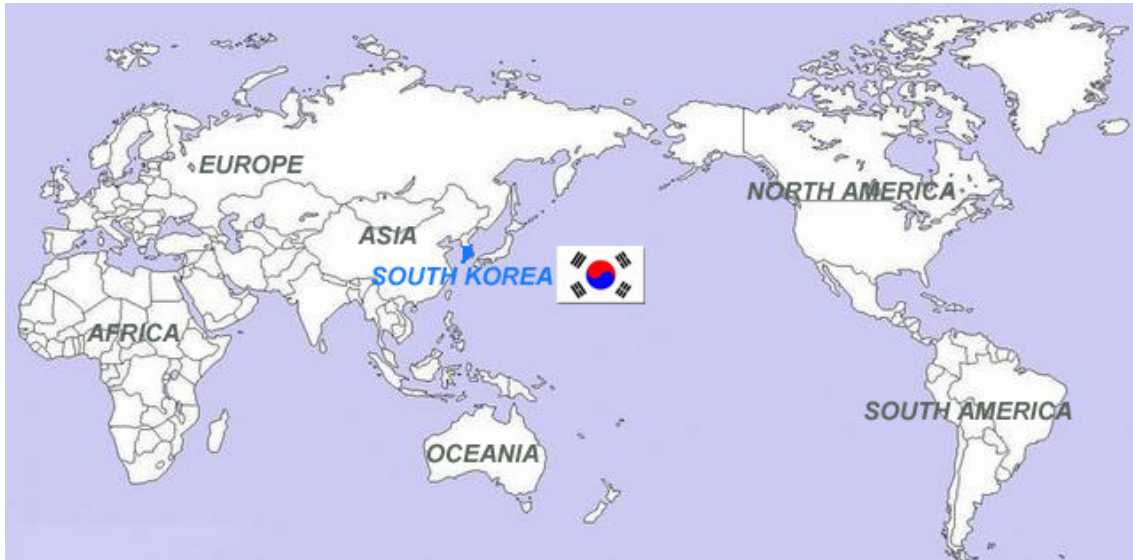 EUROPE
NORTH AMERICA
ASIA
SOUTH KOREA
AFRICA
SOUTH AMERICA
OCEANIA